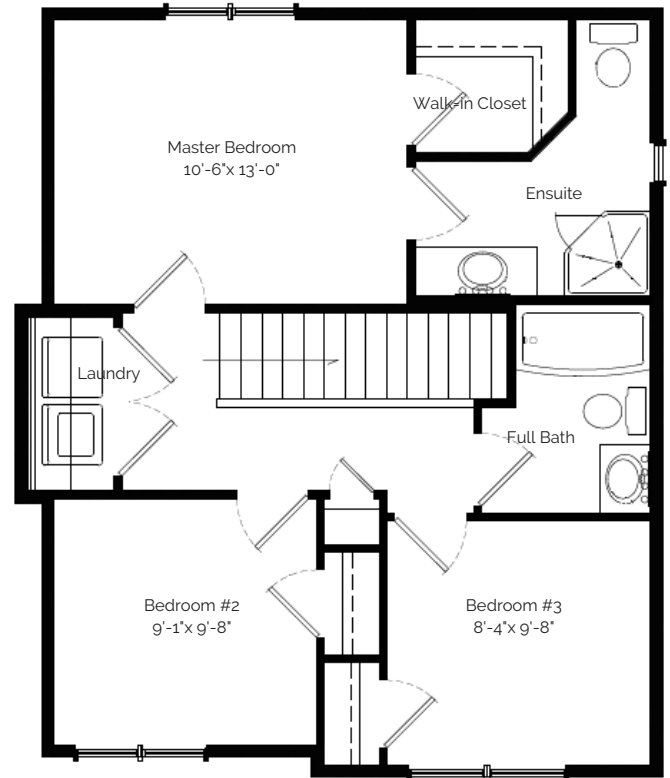 Walk-in Closet
Master Bedroom
10'-6"x 13'-0"
Ensuite
Laundry
Full Bath
Bedroom #2
9'-1"x 9'-8"
Bedroom #3
8'-4"x 9'-8"